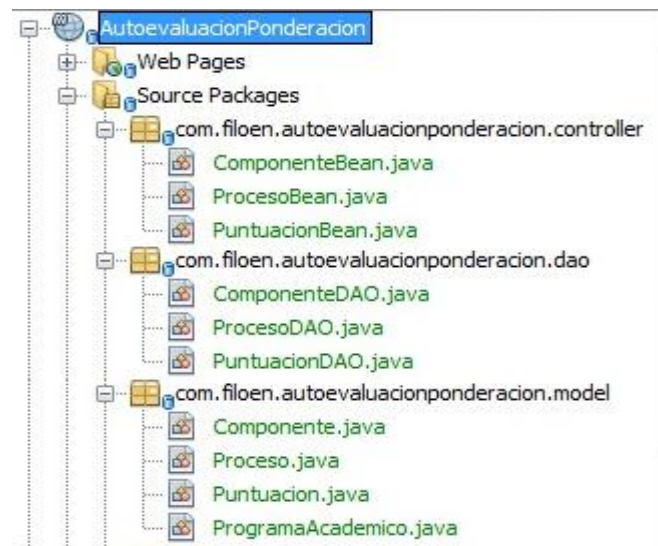 AutoevaluacionPonderacion
Web Pages
Source Packages
com.filoen.autoevaluacionponderacion.controller
ComponenteBean.java
ProcesoBean.java
PuntuacionBean.java
com.filoen.autoevaluacionponderacion.dao
ComponenteDAO.java
ProcesoDAO.java
PuntuacionDAO.java
com.filoen.autoevaluacionponderacion.model
Componente.java
Proceso.java
Puntuacion.java
ProgramaAcademico.java